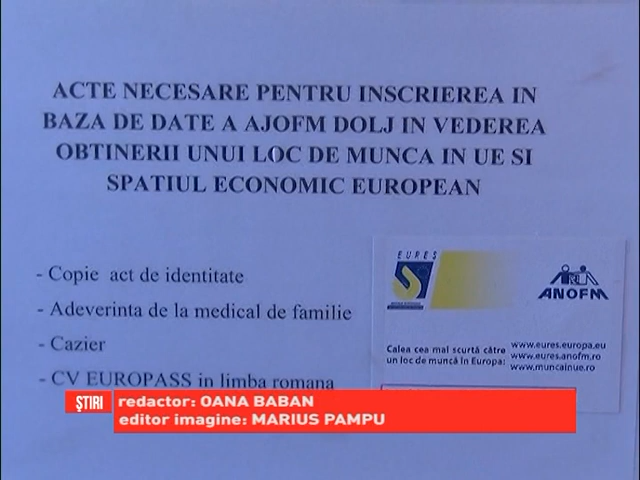 ACTE NECESARE PENTRU INSCRIEREA IN
BAZA DE DATE A AJOFM DOLJ IN VEDEREA
OBTINERII UNUI LOC DE MUNCA IN UE SI
SPATIUL ECONOMIC EUROPEAN
- Copie act de identitate
- Adeverinta de la medical de familie
- Cazier
- CV EUROPASS in limba romana
EURES
ANOFM
Calea cea mai scurtă către
un loc de muncă în Europa:
www.eures.europa.eu
www.eures.anofm.ro
www.muncainue.ro
ŞTIRI
redactor: OANA BABAN
editor imagine: MARIUS PAMPU